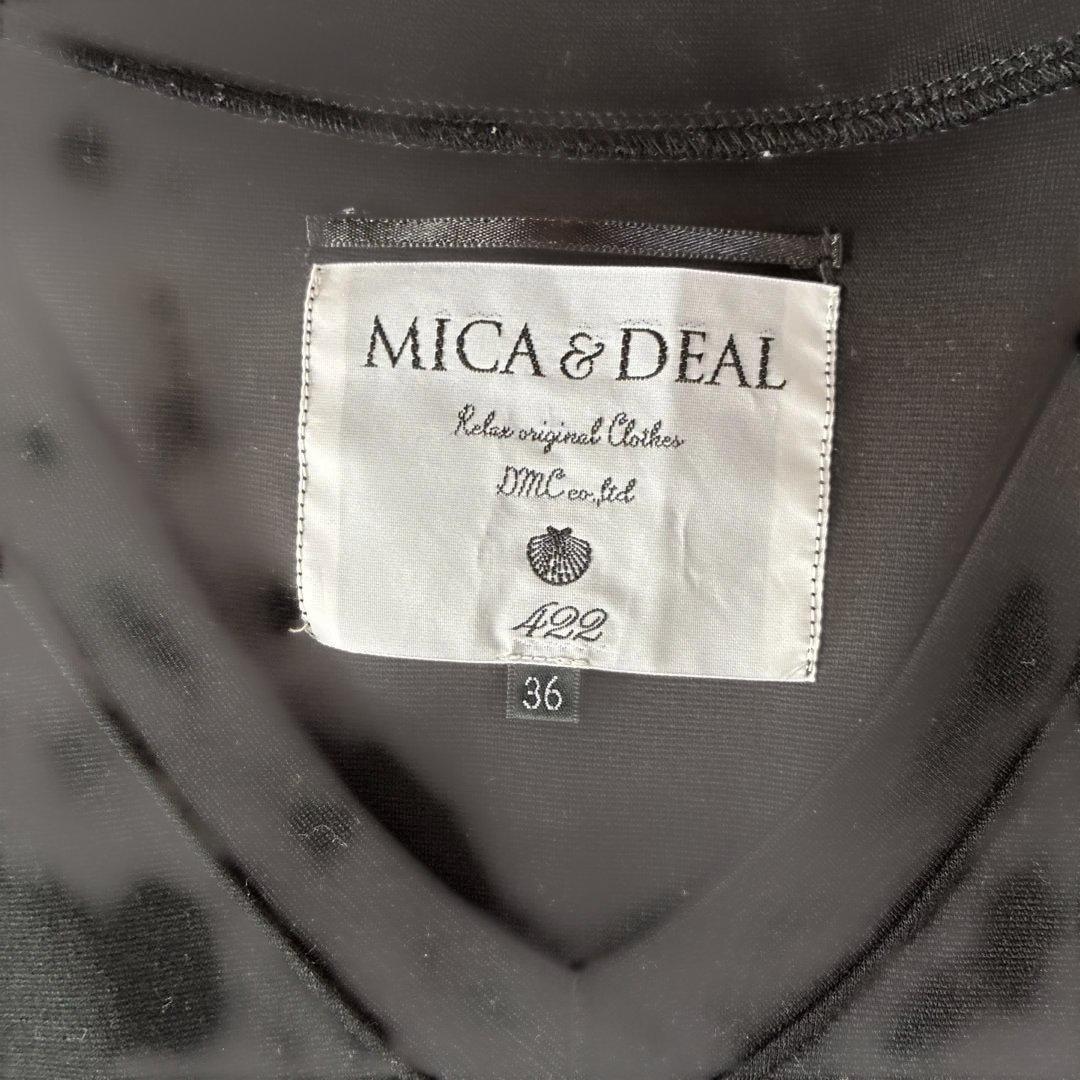 MICA & DEAL
Relax original Clothes
DMC co.,ltd
422
36